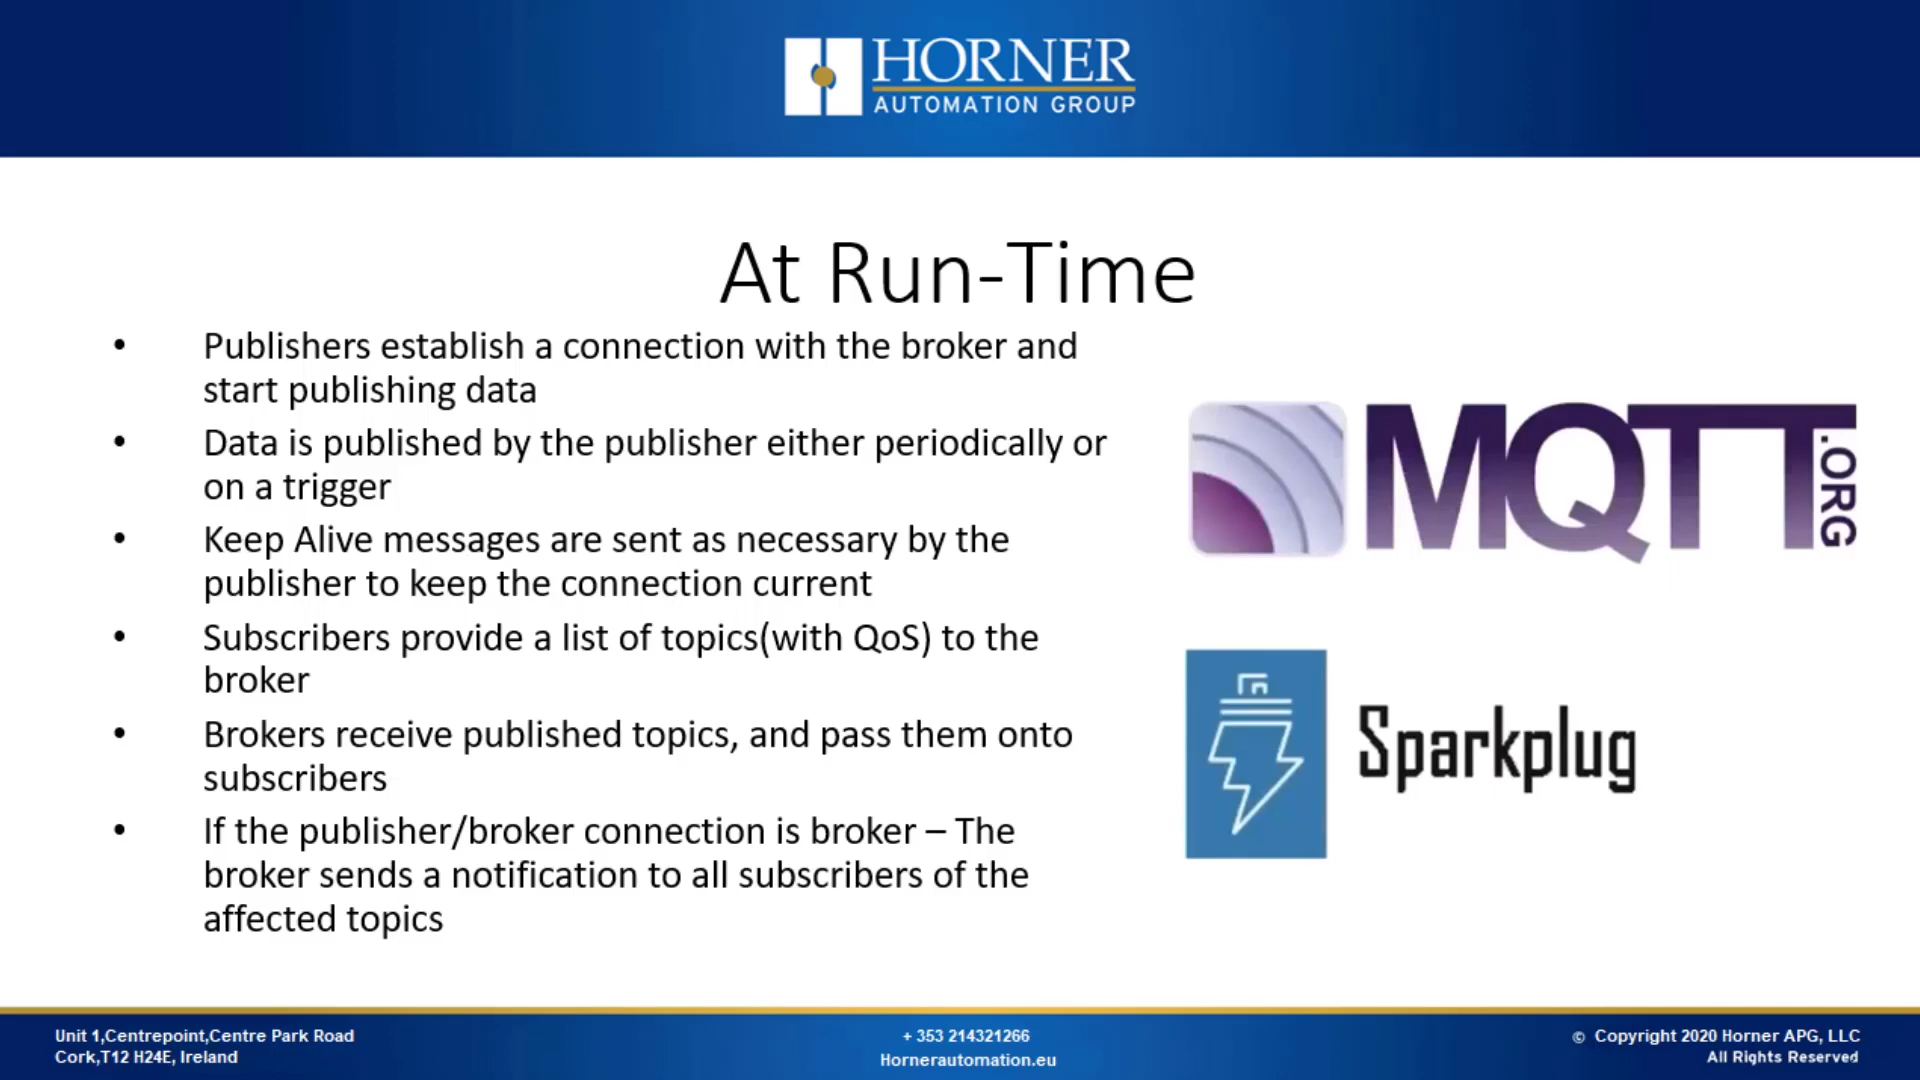 HORNER
AUTOMATION GROUP
At Run-Time
• Publishers establish a connection with the broker and
start publishing data
• Data is published by the publisher either periodically or
on a trigger
• Keep Alive messages are sent as necessary by the
publisher to keep the connection current
• Subscribers provide a list of topics(with QoS) to the
broker
• Brokers receive published topics, and pass them onto
subscribers
• If the publisher/broker connection is broker – The
broker sends a notification to all subscribers of the
affected topics
MQTT.ORG
Sparkplug
Unit 1,Centrepoint,Centre Park Road
Cork,T12 H24E, Ireland
+ 353 214321266
Hornerautomation.eu
© Copyright 2020 Horner APG, LLC
All Rights Reserved